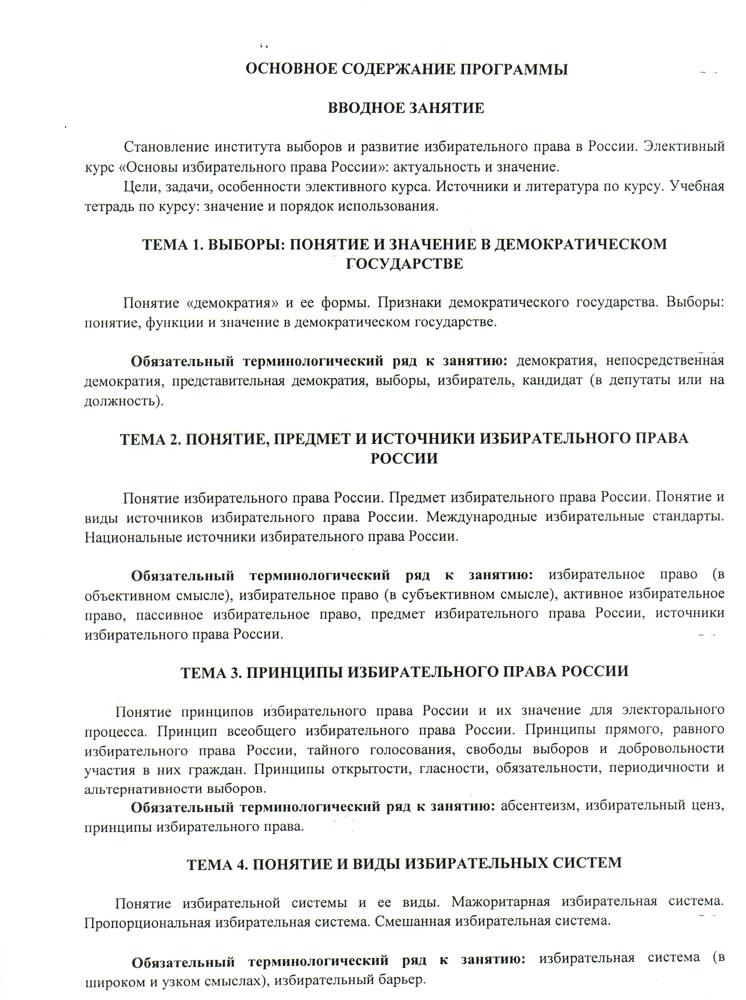 ОСНОВНОЕ СОДЕРЖАНИЕ ПРОГРАММЫ
ВВОДНОЕ ЗАНЯТИЕ
Становление института выборов и развитие избирательного права в России. Элективный
курс «Основы избирательного права России»: актуальность и значение.
Цели, задачи, особенности элективного курса. Источники и литература по курсу. Учебная
тетрадь по курсу: значение и порядок использования.
ТЕМА 1. ВЫБОРЫ: ПОНЯТИЕ И ЗНАЧЕНИЕ В ДЕМОКРАТИЧЕСКОМ
ГОСУДАРСТВЕ
Понятие «демократия» и ее формы. Признаки демократического государства. Выборы:
понятие, функции и значение в демократическом государстве.
Обязательный терминологический ряд к занятию: демократия, непосредственная
демократия, представительная демократия, выборы, избиратель, кандидат (в депутаты или на
должность).
ТЕМА 2. ПОНЯТИЕ, ПРЕДМЕТ И ИСТОЧНИКИ ИЗБИРАТЕЛЬНОГО ПРАВА
РОССИИ
Понятие избирательного права России. Предмет избирательного права России. Понятие и
виды источников избирательного права России. Международные избирательные стандарты.
Национальные источники избирательного права России.
Обязательный терминологический ряд к занятию: избирательное право (в
объективном смысле), избирательное право (в субъективном смысле), активное избирательное
право, пассивное избирательное право, предмет избирательного права России, источники
избирательного права России.
ТЕМА 3. ПРИНЦИПЫ ИЗБИРАТЕЛЬНОГО ПРАВА РОССИИ
Понятие принципов избирательного права России и их значение для электорального
процесса. Принцип всеобщего избирательного права России. Принципы прямого, равного
избирательного права России, тайного голосования, свободы выборов и добровольности
участия в них граждан. Принципы открытости, гласности, обязательности, периодичности и
альтернативности выборов.
Обязательный терминологический ряд к занятию: абсентеизм, избирательный ценз,
принципы избирательного права.
ТЕМА 4. ПОНЯТИЕ И ВИДЫ ИЗБИРАТЕЛЬНЫХ СИСТЕМ
Понятие избирательной системы и ее виды. Мажоритарная избирательная система.
Пропорциональная избирательная система. Смешанная избирательная система.
Обязательный терминологический ряд к занятию: избирательная система (в
широком и узком смыслах), избирательный барьер.